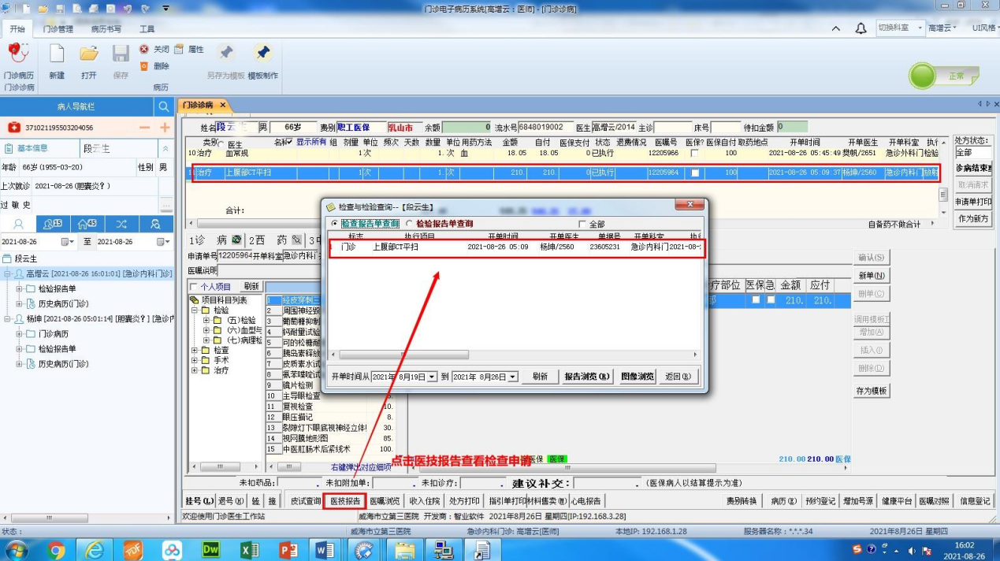 门诊电子病历系统[高增云：医师] - [门诊诊病]
开始 门诊管理 病历书写 工具
切换科室 高增云 UI风格
门诊病历 新建 打开 保存 关闭 属性 删除 另存为模板 模板制作
门诊诊病 病历
正常
病人导航栏
371021195503204056
基本信息 段云生
年龄 66岁(1955-03-20) 性别 男
上次就诊 2021-08-26(胆囊炎？)
过 敏 史
15 45
2021-08-26 至 2021-08-26
段云生
高增云 [2021-08-26 16:01:01] [急诊内科门诊]
检验报告单
历史病历(门诊)
杨坤 [2021-08-26 05:01:14] [胆囊炎？] [急诊内
门诊病历
检验报告单
历史病历(门诊)
门诊诊病
姓名 段云生 男 66岁 费别 职工医保 乳山市 余额 0 流水号 6848019002 医生 高增云/2014 主诊 床号 待扣金额 0
类别 医生 名称 显示所有 组 剂量 单位 频次 天数 数量 单位 用药方法 金额 自付 医保支付 状态 退费情况 医嘱号 医保? 医保自付 取药地点 开单时间 开单医生 开单科室 执行
10 治疗 血常规 1 次 1. 次 血 18.05 18.05 0 已执行 12205966 100 2021-08-26 05:45:49 樊帆/2651 急诊外科门 检验
11 治疗 上腹部CT平扫 1 次 1. 次 210. 210. 0 已执行 12205964 100 2021-08-26 05:09:37 杨坤/2560 急诊内科门 放射
合计:
自备药不做合计
处方状态:
全部
诊病结束
取消请求
申请单打印
作为新方
检查与检验查询--【段云生】
检查报告单查询 检验报告单查询 全部
标志 执行项目 开单时间 开单医生 单据号 开单科室 执行
1 门诊 上腹部CT平扫 2021-08-26 05:09 杨坤/2560 23605231 急诊内科门 2021-08-
开单时间从 2021年 8月19日 到 2021年 8月26日 刷新 报告浏览(R) 图像浏览 返回(B)
1诊 病 2西 药 3中
申请单号 12205964 开单科室 急诊内科门
医嘱说明
个人项目 刷新
项目科目列表
检验
(五)检验
(六)血型与
(七)病理检
检查
手术
治疗
1 经皮穿刺三
2 周围神经毁
3 葡萄糖抑制
4 钙耐量试验
5 可的松糖耐
6 胰岛素释放
7 皮质素水试
8 氨苯喋啶试
9 镜片检测
10 主导眼检查
11 复视检查 10.
12 眼压描记 8.
13 裂隙灯下眼底视神经立体! 30.
14 视网膜地形图 85.
15 中医肛肠术后紧线术 100.
右键弹出对应细项
疗部位 医保 急 金额 应付
部 210. 210.
确认(S)
新单(N)
删单(C)
调用模板T
增加(A)
插入(I)
删除(D)
存为模板
点击医技报告查看检查申请
医保 医保
210.00 210.00 医保
未扣药品: . 未扣附加单: . 未扣诊疗: . 建议补交: . (医保病人以结算提示为准)
挂号(L) 退号(K) 皮试查询 医技报告 医嘱浏览 收入住院 处方打印 指引单打印 材料售卖(M) 心电报告 费别转换 病历(E) 预约登记 增加号源 健康平台 医嘱对照 信息登记
欢迎使用门诊医生工作站 威海市立第三医院 开发商：智业软件 2021年8月26日 星期四[IP:192.168.3.28]
状态： 威海市立第三医院 急诊内科门诊: 高增云[医师] 本地IP: 192.168.1.28 服务器名称：*.*.*.34 2021年8月26日 星期四
16:02
2021-08-26